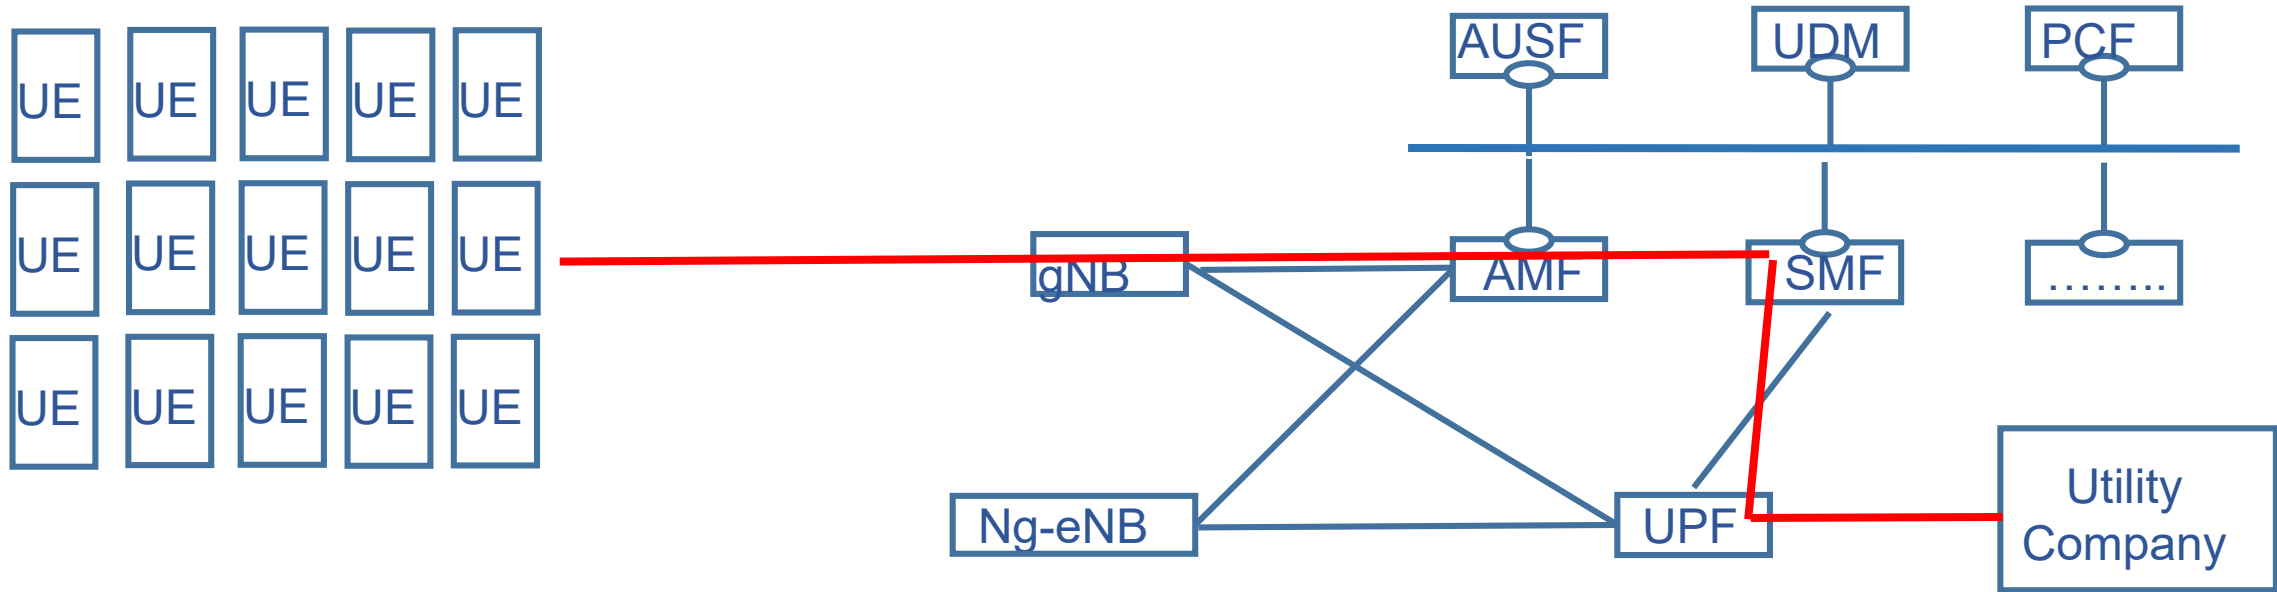 AUSF UDM PCF
UE UE UE UE UE
UE UE UE UE UE
gNB AMF SMF ........
UE UE UE UE UE
Ng-eNB UPF Utility
Company